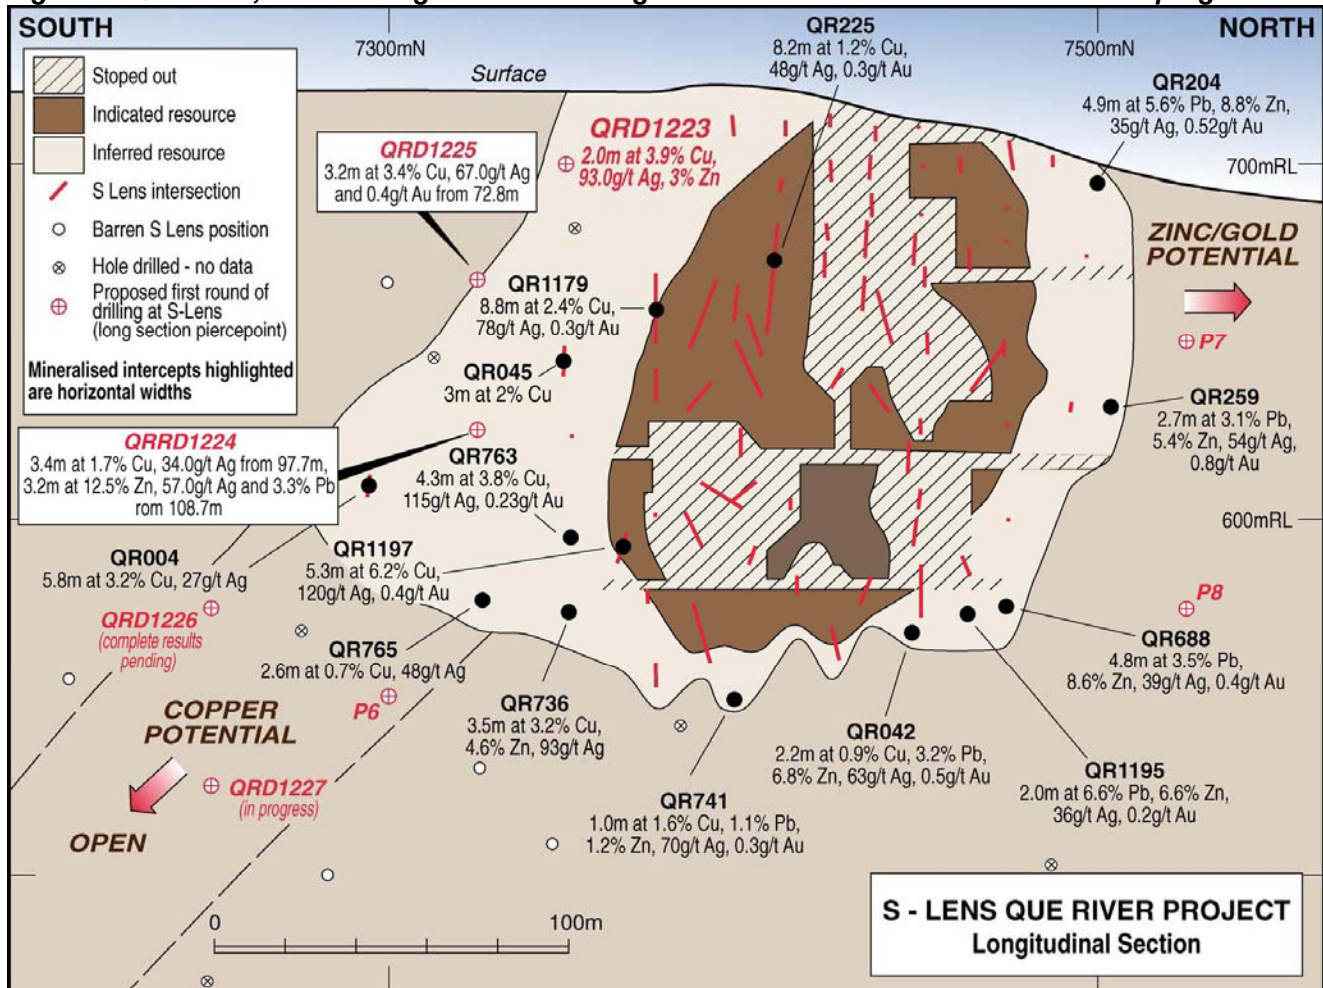 SOUTH
7300mN
7500mN
NORTH
Surface
Stoped out
Indicated resource
Inferred resource
S Lens intersection
Barren S Lens position
Hole drilled - no data
Proposed first round of
drilling at S-Lens
(long section piercepoint)
Mineralised intercepts highlighted
are horizontal widths
QR225
8.2m at 1.2% Cu,
48g/t Ag, 0.3g/t Au
QR204
4.9m at 5.6% Pb, 8.8% Zn,
35g/t Ag, 0.52g/t Au
QRD1223
2.0m at 3.9% Cu,
93.0g/t Ag, 3% Zn
QRD1225
3.2m at 3.4% Cu, 67.0g/t Ag
and 0.4g/t Au from 72.8m
700mRL
ZINC/GOLD
POTENTIAL
P7
QR1179
8.8m at 2.4% Cu,
78g/t Ag, 0.3g/t Au
QR045
3m at 2% Cu
QR259
2.7m at 3.1% Pb,
5.4% Zn, 54g/t Ag,
0.8g/t Au
QRRD1224
3.4m at 1.7% Cu, 34.0g/t Ag from 97.7m,
3.2m at 12.5% Zn, 57.0g/t Ag and 3.3% Pb
rom 108.7m
QR763
4.3m at 3.8% Cu,
115g/t Ag, 0.23g/t Au
600mRL
QR004
5.8m at 3.2% Cu, 27g/t Ag
QR1197
5.3m at 6.2% Cu,
120g/t Ag, 0.4g/t Au
QRD1226
(complete results
pending)
QR765
2.6m at 0.7% Cu, 48g/t Ag
P8
QR688
4.8m at 3.5% Pb,
8.6% Zn, 39g/t Ag, 0.4g/t Au
COPPER
POTENTIAL
P6
QR736
3.5m at 3.2% Cu,
4.6% Zn, 93g/t Ag
QR042
2.2m at 0.9% Cu, 3.2% Pb,
6.8% Zn, 63g/t Ag, 0.5g/t Au
QR1195
2.0m at 6.6% Pb, 6.6% Zn,
36g/t Ag, 0.2g/t Au
QRD1227
(in progress)
OPEN
QR741
1.0m at 1.6% Cu, 1.1% Pb,
1.2% Zn, 70g/t Ag, 0.3g/t Au
0
100m
S - LENS QUE RIVER PROJECT
Longitudinal Section